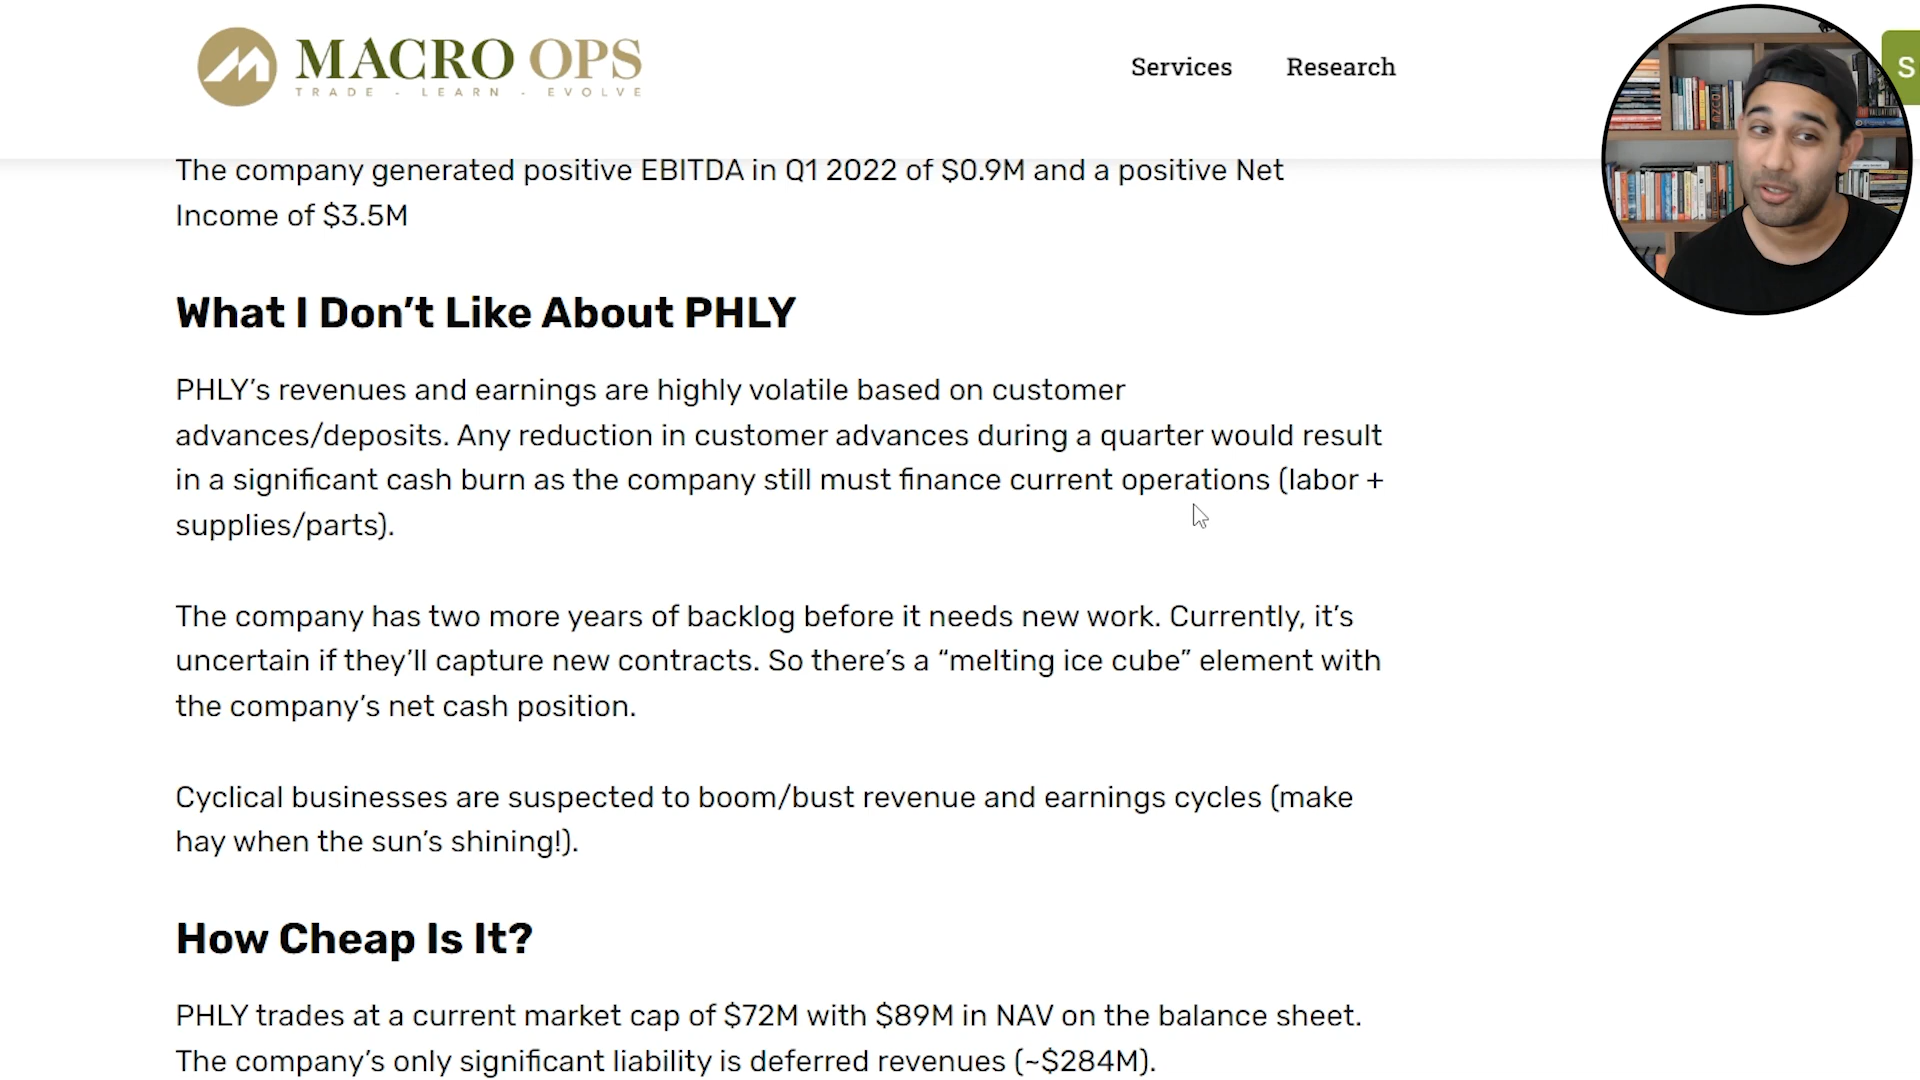 MACRO OPS
TRADE - LEARN - EVOLVE
Services
Research
S
The company generated positive EBITDA in Q1 2022 of $0.9M and a positive Net
Income of $3.5M
What I Don’t Like About PHLY
PHLY’s revenues and earnings are highly volatile based on customer
advances/deposits. Any reduction in customer advances during a quarter would result
in a significant cash burn as the company still must finance current operations (labor +
supplies/parts).
The company has two more years of backlog before it needs new work. Currently, it’s
uncertain if they’ll capture new contracts. So there’s a “melting ice cube” element with
the company’s net cash position.
Cyclical businesses are suspected to boom/bust revenue and earnings cycles (make
hay when the sun’s shining!).
How Cheap Is It?
PHLY trades at a current market cap of $72M with $89M in NAV on the balance sheet.
The company’s only significant liability is deferred revenues (~$284M).